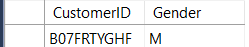 CustomerID Gender
B07FRTYGHF M